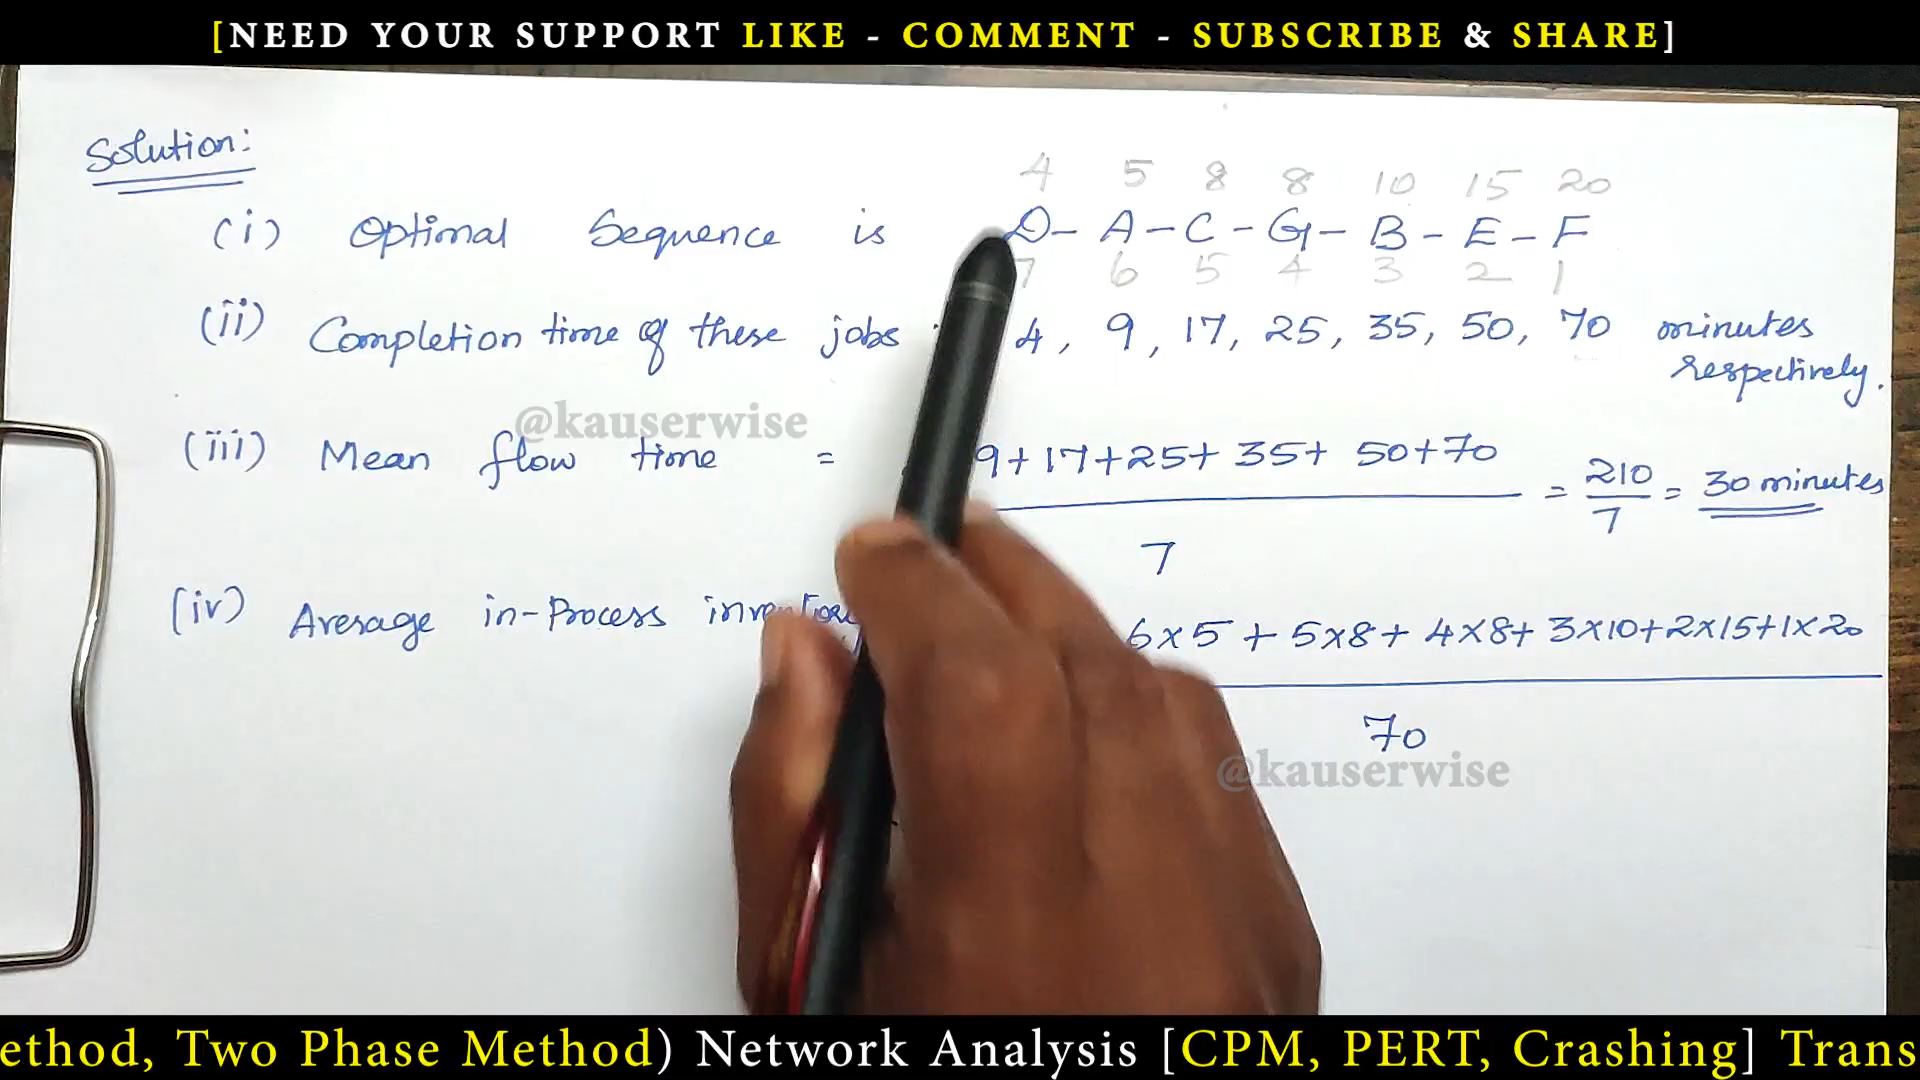 [NEED YOUR SUPPORT LIKE - COMMENT - SUBSCRIBE & SHARE]
Solution:
4 5 8 8 10 15 20
(i) Optimal Sequence is D - A - C - G - B - E - F
7 6 5 4 3 2 1
(ii) Completion time of these jobs 4, 9, 17, 25, 35, 50, 70 minutes
respectively.
@kauserwise
(iii) Mean flow time = 9+17+25+35+50+70 = 210/7 = 30 minutes
7
(iv) Average in-Process inventory 6x5 + 5x8 + 4x8 + 3x10 + 2x15 + 1x20
70
@kauserwise
ethod, Two Phase Method) Network Analysis [CPM, PERT, Crashing] Trans